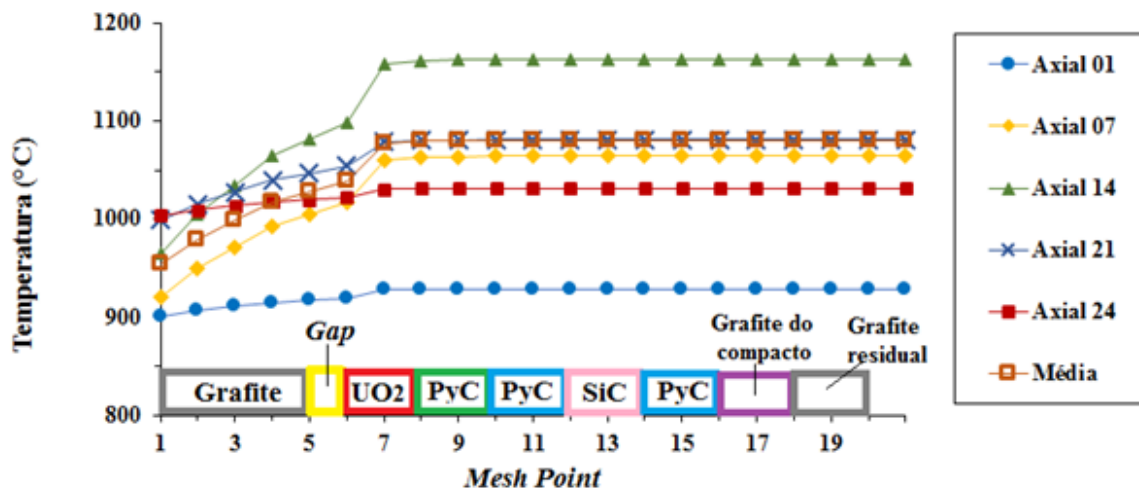 1200
1100
1000
900
800
Temperatura (°C)
Gap
Grafite do
compacto
Grafite
residual
Grafite
UO2
PyC
PyC
SiC
PyC
1 3 5 7 9 11 13 15 17 19
Mesh Point
Axial 01
Axial 07
Axial 14
Axial 21
Axial 24
Média